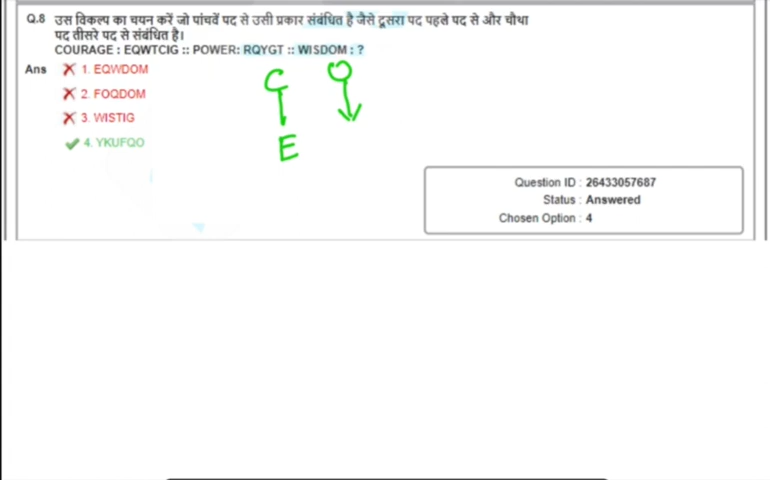 Q.8 उस विकल्प का चयन करें जो पांचवें पद से उसी प्रकार संबंधित है जैसे दूसरा पद पहले पद से और चौथा
पद तीसरे पद से संबंधित है।
COURAGE : EQWTCIG :: POWER: RQYGT :: WISDOM : ?
Ans 1. EQWDOM
2. FOQDOM
3. WISTIG
4. YKUFQO
C O
E
Question ID : 26433057687
Status : Answered
Chosen Option : 4